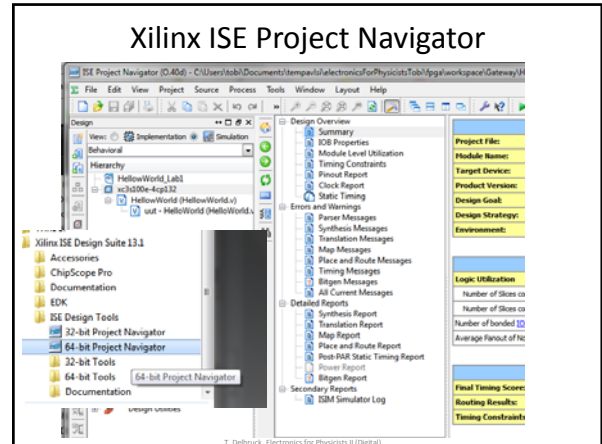 Xilinx ISE Project Navigator
ISE Project Navigator (O.40d) - C:\Users\tobi\Documents\tempavlsi\electronicsForPhysicistsTobi\fpga\workspace\Gateway\H
File Edit View Project Source Process Tools Window Layout Help
Design
View: Implementation Simulation
Behavioral
Hierarchy
HellowWorld_Lab1
xc3s100e-4cp132
HellowWorld (HellowWorld.v)
uut - HelloWorld (HelloWorld.v
Xilinx ISE Design Suite 13.1
Accessories
ChipScope Pro
Documentation
EDK
ISE Design Tools
32-bit Project Navigator
64-bit Project Navigator
32-bit Tools
64-bit Tools
64-bit Project Navigator
Documentation
Design Utilities
Design Overview
Summary
IOB Properties
Module Level Utilization
Timing Constraints
Pinout Report
Clock Report
Static Timing
Errors and Warnings
Parser Messages
Synthesis Messages
Translation Messages
Map Messages
Place and Route Messages
Timing Messages
Bitgen Messages
All Current Messages
Detailed Reports
Synthesis Report
Translation Report
Map Report
Place and Route Report
Post-PAR Static Timing Report
Power Report
Bitgen Report
Secondary Reports
ISIM Simulator Log
Project File:
Module Name:
Target Device:
Product Version:
Design Goal:
Design Strategy:
Environment:
Logic Utilization
Number of Slices co
Number of Slices co
Number of bonded IO
Average Fanout of No
Final Timing Score:
Routing Results:
Timing Constraints
T. Delbruck, Electronics for Physicists II (Digital)